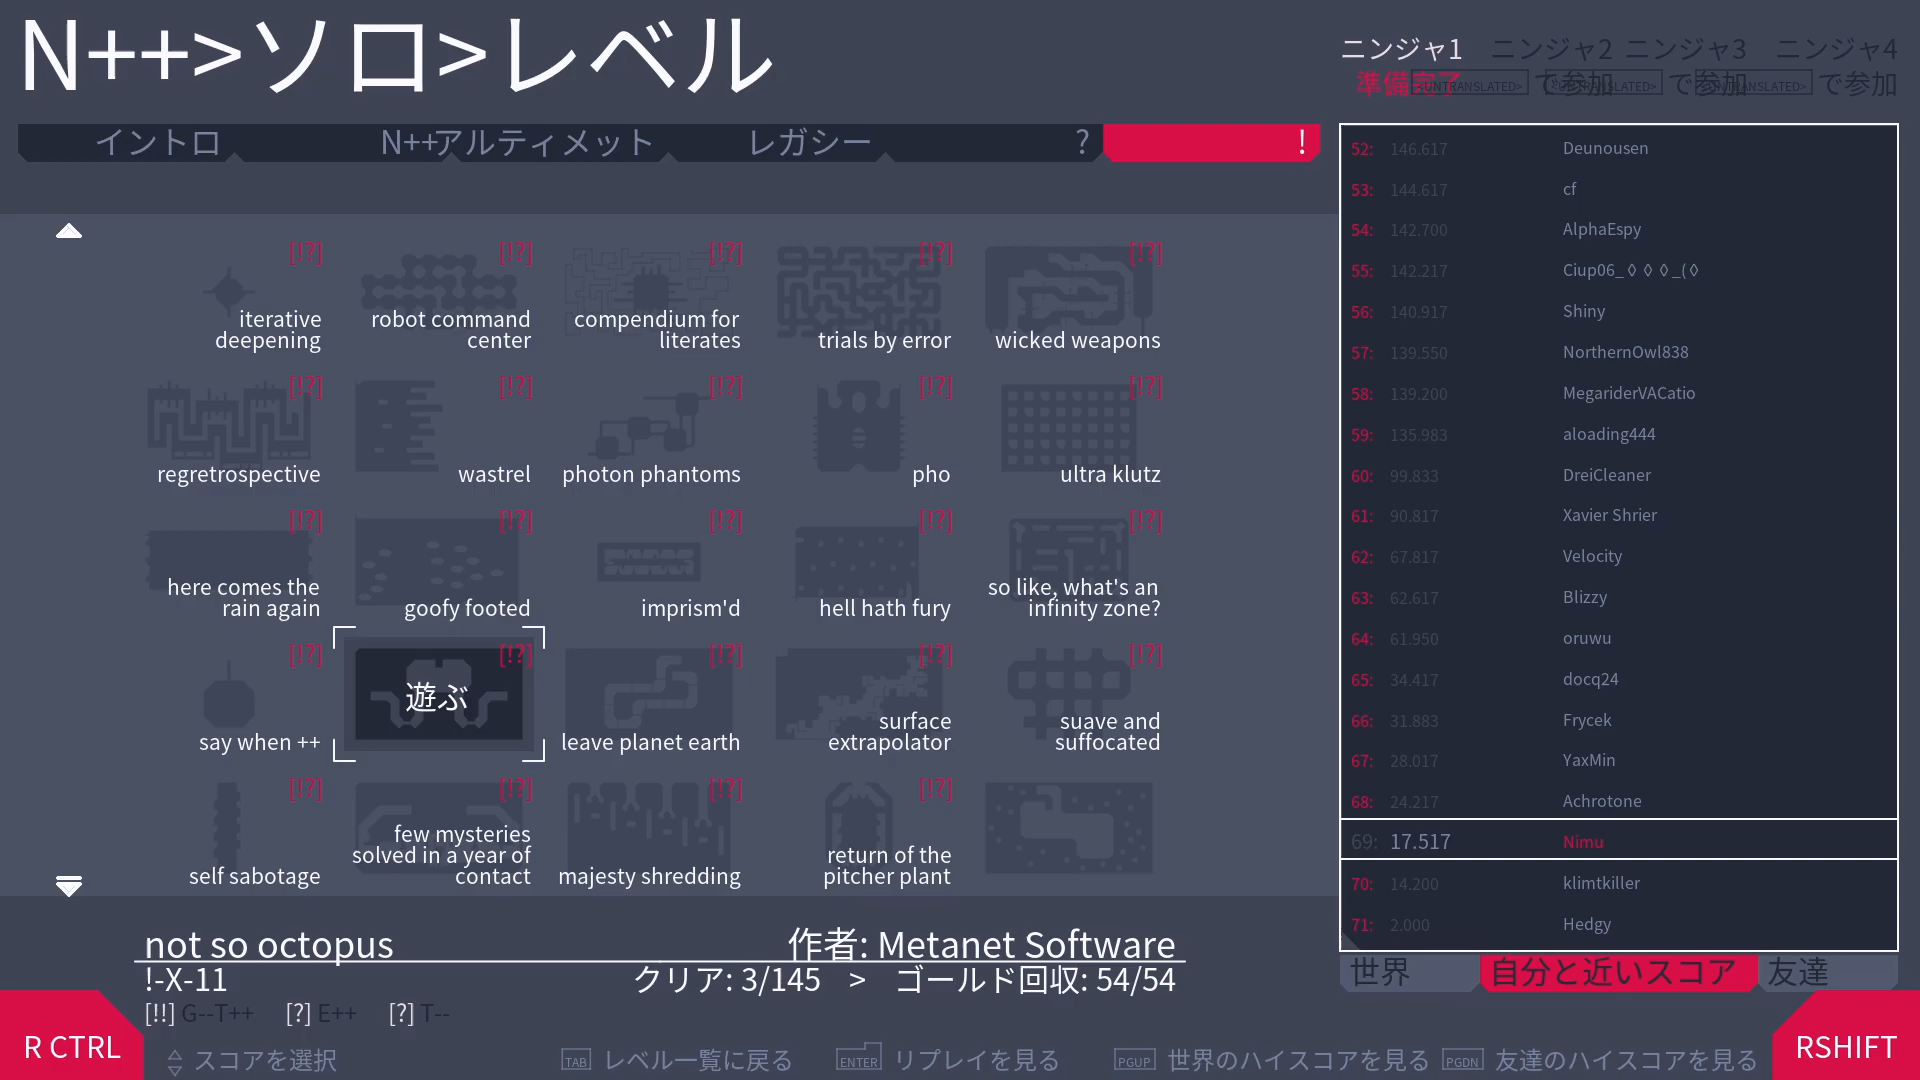 N++>ソロ>レベル
ニンジャ1 ニンジャ2 ニンジャ3 ニンジャ4
準備完了 <UNTRANSLATED> で参加 <UNTRANSLATED> で参加 <UNTRANSLATED> で参加
イントロ N++ アルティメット レガシー ? !
[!?] [!?] [!?] [!?] [!?]
iterative
deepening
robot command
center
compendium for
literates
trials by error
wicked weapons
[!?] [!?] [!?] [!?] [!?]
regretrospective
wastrel
photon phantoms
pho
ultra klutz
[!?] [!?] [!?] [!?] [!?]
here comes the
rain again
goofy footed
imprism'd
hell hath fury
so like, what's an
infinity zone?
[!?] [!?] [!?] [!?] [!?]
say when ++
遊ぶ
leave planet earth
surface
extrapolator
suave and
suffocated
[!?] [!?] [!?] [!?]
self sabotage
few mysteries
solved in a year of
contact
majesty shredding
return of the
pitcher plant
52: 146.617 Deunousen
53: 144.617 cf
54: 142.700 AlphaEspy
55: 142.217 Ciup06_◊◊◊_(◊
56: 140.917 Shiny
57: 139.550 NorthernOwl838
58: 139.200 MegariderVACatio
59: 135.983 aloading444
60: 99.833 DreiCleaner
61: 90.817 Xavier Shrier
62: 67.817 Velocity
63: 62.617 Blizzy
64: 61.950 oruwu
65: 34.417 docq24
66: 31.883 Frycek
67: 28.017 YaxMin
68: 24.217 Achrotone
69: 17.517 Nimu
70: 14.200 klimtkiller
71: 2.000 Hedgy
世界 自分と近いスコア 友達
not so octopus 作者: Metanet Software
!-X-11 クリア: 3/145 > ゴールド回収: 54/54
[!!] G--T++ [?] E++ [?] T--
R CTRL スコアを選択 TAB レベル一覧に戻る ENTER リプレイを見る PGUP 世界のハイスコアを見る PGDN 友達のハイスコアを見る RSHIFT